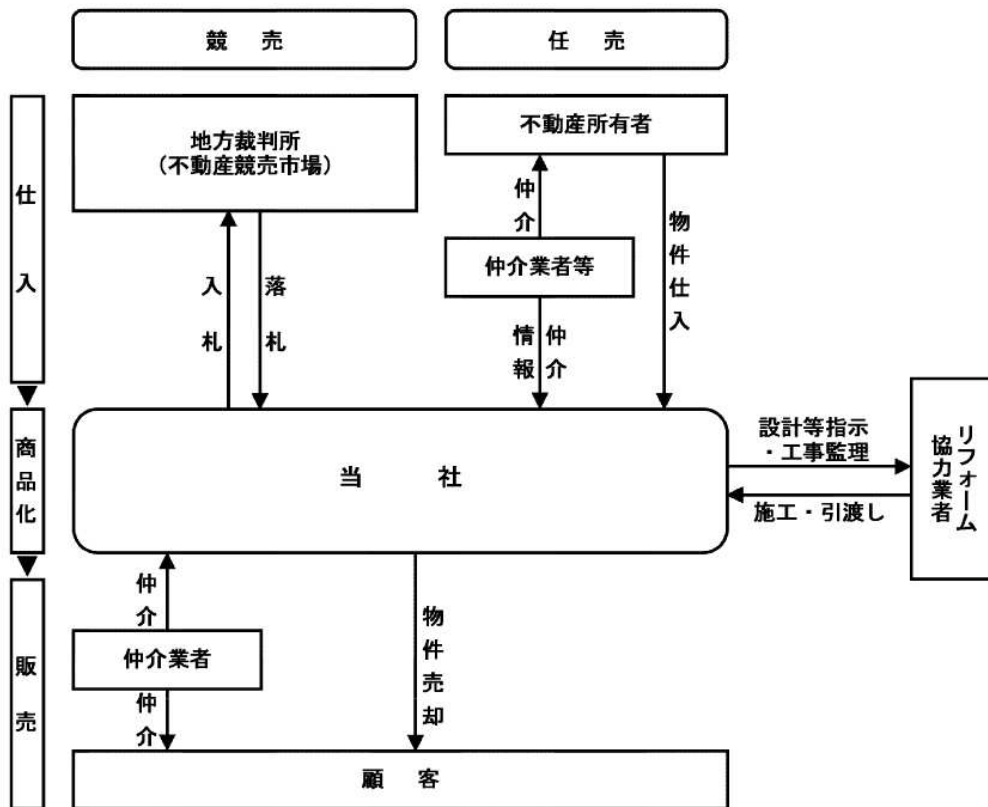 競 売
任 売
仕入
地方裁判所
（不動産競売市場）
不動産所有者
仲介
仲介業者等
物件仕入
入札
落札
情報
仲介
商品化
当 社
設計等指示
・工事監理
施工・引渡し
リフォーム
協力業者
販売
仲介
仲介業者
仲介
物件売却
顧 客